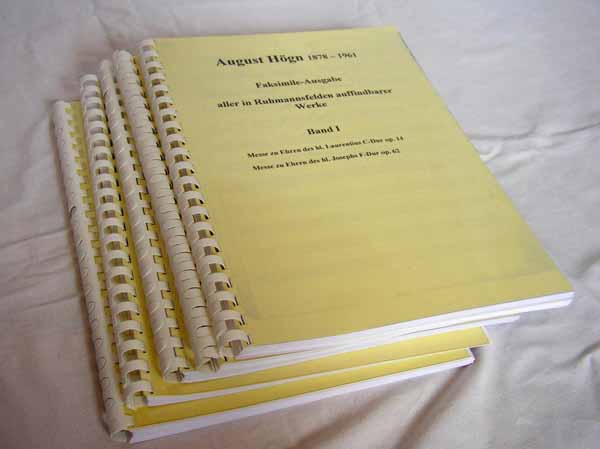 August Högn 1878 – 1961
Faksimile-Ausgabe
aller in Ruhmannsfelden auffindbarer
Werke
Band I
Messe zu Ehren des hl. Laurentius C-Dur op. 14
Messe zu Ehren des hl. Josephs F-Dur op. 62